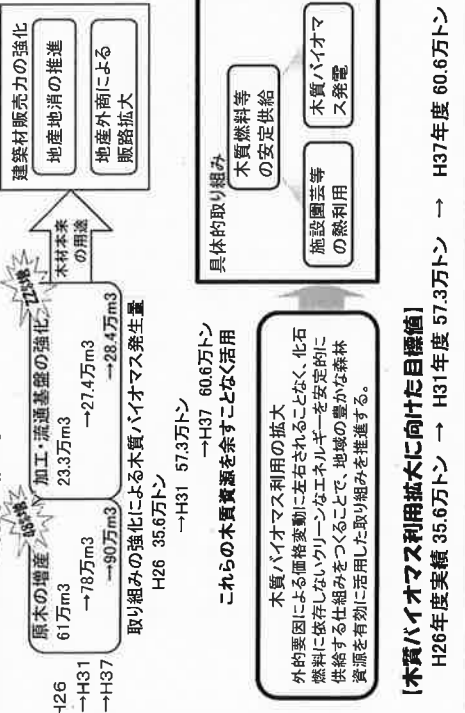 H26
→H31
→H37
原木の増産
61万m3
→78万m3
→90万m3
加工・流通基盤の強化
23.3万m3
→27.4万m3
→28.4万m3
木材本来
の用途
建築材販売力の強化
地産地消の推進
地産外商による
販路拡大
取り組みの強化による木質バイオマス発生量
H26 35.6万トン
→H31 57.3万トン
→H37 60.6万トン
これらの木質資源を余すことなく活用
木質バイオマス利用の拡大
外的要因による価格変動に左右されることなく、化石
燃料に依存しないクリーンなエネルギーを安定的に
供給する仕組みをつくることで、地域の豊かな森林
資源を有効に活用した取り組みを推進する。
具体的取り組み
木質燃料等
の安定供給
施設園芸等
の熱利用
木質バイオマ
ス発電
【木質バイオマス利用拡大に向けた目標値】
H26年度実績 35.6万トン → H31年度 57.3万トン → H37年度 60.6万トン